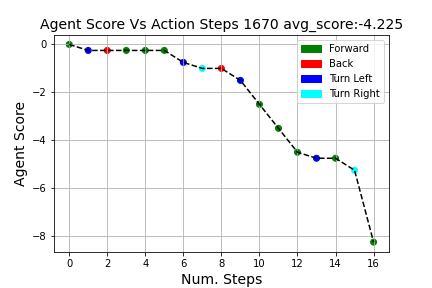 Agent Score Vs Action Steps 1670 avg_score:-4.225
Forward
Back
Turn Left
Turn Right
Agent Score
0
−2
−4
−6
−8
0 2 4 6 8 10 12 14 16
Num. Steps